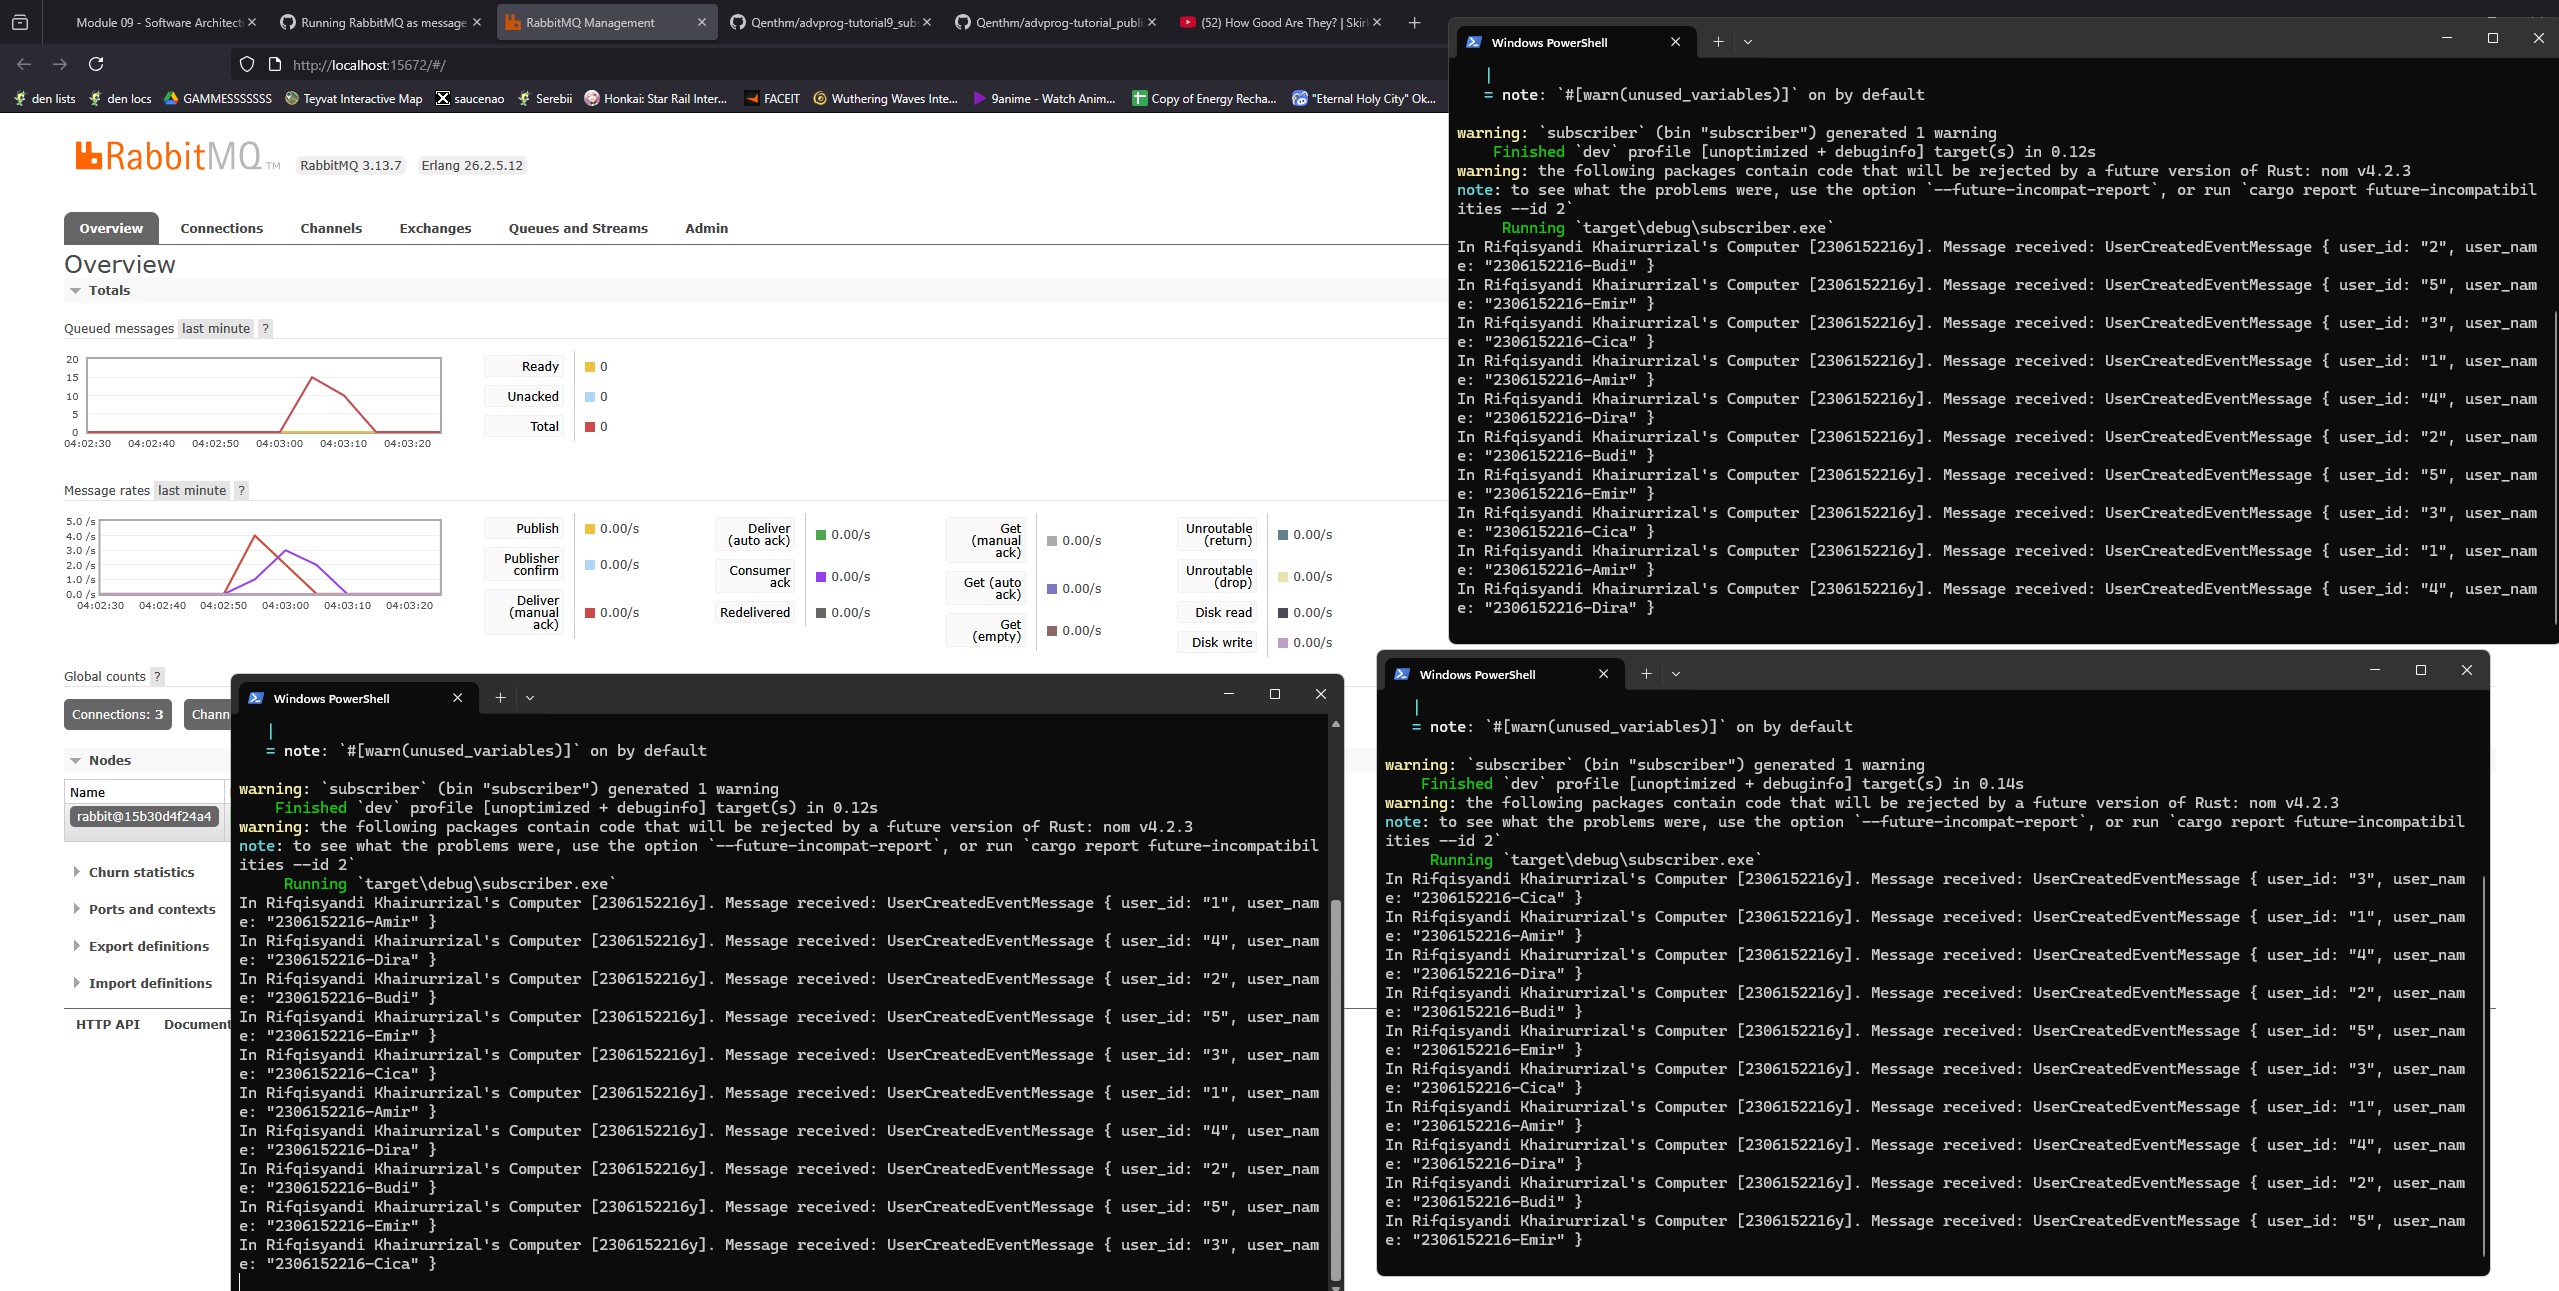 Module 09 - Software Architect
Running RabbitMQ as message
RabbitMQ Management
Qenthm/advprog-tutorial9_sub
Qenthm/advprog-tutorial_publi
(52) How Good Are They? | Skir
http://localhost:15672/#/
den lists
den locs
GAMMESSSSSSS
Teyvat Interactive Map
saucenao
Serebii
Honkai: Star Rail Inter...
FACEIT
Wuthering Waves Inte...
9anime - Watch Anim...
Copy of Energy Recha...
"Eternal Holy City" Ok...
RabbitMQ TM
RabbitMQ 3.13.7
Erlang 26.2.5.12
Overview
Connections
Channels
Exchanges
Queues and Streams
Admin
Overview
Totals
Queued messages last minute ?
20
15
10
5
0
04:02:30 04:02:40 04:02:50 04:03:00 04:03:10 04:03:20
Ready 0
Unacked 0
Total 0
Message rates last minute ?
5.0 /s
4.0 /s
3.0 /s
2.0 /s
1.0 /s
0.0 /s
04:02:30 04:02:40 04:02:50 04:03:00 04:03:10 04:03:20
Publish 0.00/s
Publisher
confirm 0.00/s
Deliver
(manual
ack) 0.00/s
Deliver
(auto ack) 0.00/s
Consumer
ack 0.00/s
Redelivered 0.00/s
Get
(manual
ack) 0.00/s
Get (auto
ack) 0.00/s
Get
(empty) 0.00/s
Unroutable
(return) 0.00/s
Unroutable
(drop) 0.00/s
Disk read 0.00/s
Disk write 0.00/s
Global counts ?
Connections: 3
Chann
Nodes
Name
rabbit@15b30d4f24a4
Churn statistics
Ports and contexts
Export definitions
Import definitions
HTTP API
Document
Windows PowerShell
|
= note: `#[warn(unused_variables)]` on by default
warning: `subscriber` (bin "subscriber") generated 1 warning
Finished `dev` profile [unoptimized + debuginfo] target(s) in 0.12s
warning: the following packages contain code that will be rejected by a future version of Rust: nom v4.2.3
note: to see what the problems were, use the option `--future-incompat-report`, or run `cargo report future-incompatibil
ities --id 2`
Running `target\debug\subscriber.exe`
In Rifqisyandi Khairurrizal's Computer [2306152216y]. Message received: UserCreatedEventMessage { user_id: "2", user_nam
e: "2306152216-Budi" }
In Rifqisyandi Khairurrizal's Computer [2306152216y]. Message received: UserCreatedEventMessage { user_id: "5", user_nam
e: "2306152216-Emir" }
In Rifqisyandi Khairurrizal's Computer [2306152216y]. Message received: UserCreatedEventMessage { user_id: "3", user_nam
e: "2306152216-Cica" }
In Rifqisyandi Khairurrizal's Computer [2306152216y]. Message received: UserCreatedEventMessage { user_id: "1", user_nam
e: "2306152216-Amir" }
In Rifqisyandi Khairurrizal's Computer [2306152216y]. Message received: UserCreatedEventMessage { user_id: "4", user_nam
e: "2306152216-Dira" }
In Rifqisyandi Khairurrizal's Computer [2306152216y]. Message received: UserCreatedEventMessage { user_id: "2", user_nam
e: "2306152216-Budi" }
In Rifqisyandi Khairurrizal's Computer [2306152216y]. Message received: UserCreatedEventMessage { user_id: "5", user_nam
e: "2306152216-Emir" }
In Rifqisyandi Khairurrizal's Computer [2306152216y]. Message received: UserCreatedEventMessage { user_id: "3", user_nam
e: "2306152216-Cica" }
In Rifqisyandi Khairurrizal's Computer [2306152216y]. Message received: UserCreatedEventMessage { user_id: "1", user_nam
e: "2306152216-Amir" }
In Rifqisyandi Khairurrizal's Computer [2306152216y]. Message received: UserCreatedEventMessage { user_id: "4", user_nam
e: "2306152216-Dira" }
Windows PowerShell
|
= note: `#[warn(unused_variables)]` on by default
warning: `subscriber` (bin "subscriber") generated 1 warning
Finished `dev` profile [unoptimized + debuginfo] target(s) in 0.12s
warning: the following packages contain code that will be rejected by a future version of Rust: nom v4.2.3
note: to see what the problems were, use the option `--future-incompat-report`, or run `cargo report future-incompatibil
ities --id 2`
Running `target\debug\subscriber.exe`
In Rifqisyandi Khairurrizal's Computer [2306152216y]. Message received: UserCreatedEventMessage { user_id: "1", user_nam
e: "2306152216-Amir" }
In Rifqisyandi Khairurrizal's Computer [2306152216y]. Message received: UserCreatedEventMessage { user_id: "4", user_nam
e: "2306152216-Dira" }
In Rifqisyandi Khairurrizal's Computer [2306152216y]. Message received: UserCreatedEventMessage { user_id: "2", user_nam
e: "2306152216-Budi" }
In Rifqisyandi Khairurrizal's Computer [2306152216y]. Message received: UserCreatedEventMessage { user_id: "5", user_nam
e: "2306152216-Emir" }
In Rifqisyandi Khairurrizal's Computer [2306152216y]. Message received: UserCreatedEventMessage { user_id: "3", user_nam
e: "2306152216-Cica" }
In Rifqisyandi Khairurrizal's Computer [2306152216y]. Message received: UserCreatedEventMessage { user_id: "1", user_nam
e: "2306152216-Amir" }
In Rifqisyandi Khairurrizal's Computer [2306152216y]. Message received: UserCreatedEventMessage { user_id: "4", user_nam
e: "2306152216-Dira" }
In Rifqisyandi Khairurrizal's Computer [2306152216y]. Message received: UserCreatedEventMessage { user_id: "2", user_nam
e: "2306152216-Budi" }
In Rifqisyandi Khairurrizal's Computer [2306152216y]. Message received: UserCreatedEventMessage { user_id: "5", user_nam
e: "2306152216-Emir" }
In Rifqisyandi Khairurrizal's Computer [2306152216y]. Message received: UserCreatedEventMessage { user_id: "3", user_nam
e: "2306152216-Cica" }
Windows PowerShell
|
= note: `#[warn(unused_variables)]` on by default
warning: `subscriber` (bin "subscriber") generated 1 warning
Finished `dev` profile [unoptimized + debuginfo] target(s) in 0.14s
warning: the following packages contain code that will be rejected by a future version of Rust: nom v4.2.3
note: to see what the problems were, use the option `--future-incompat-report`, or run `cargo report future-incompatibil
ities --id 2`
Running `target\debug\subscriber.exe`
In Rifqisyandi Khairurrizal's Computer [2306152216y]. Message received: UserCreatedEventMessage { user_id: "3", user_nam
e: "2306152216-Cica" }
In Rifqisyandi Khairurrizal's Computer [2306152216y]. Message received: UserCreatedEventMessage { user_id: "1", user_nam
e: "2306152216-Amir" }
In Rifqisyandi Khairurrizal's Computer [2306152216y]. Message received: UserCreatedEventMessage { user_id: "4", user_nam
e: "2306152216-Dira" }
In Rifqisyandi Khairurrizal's Computer [2306152216y]. Message received: UserCreatedEventMessage { user_id: "2", user_nam
e: "2306152216-Budi" }
In Rifqisyandi Khairurrizal's Computer [2306152216y]. Message received: UserCreatedEventMessage { user_id: "5", user_nam
e: "2306152216-Emir" }
In Rifqisyandi Khairurrizal's Computer [2306152216y]. Message received: UserCreatedEventMessage { user_id: "3", user_nam
e: "2306152216-Cica" }
In Rifqisyandi Khairurrizal's Computer [2306152216y]. Message received: UserCreatedEventMessage { user_id: "1", user_nam
e: "2306152216-Amir" }
In Rifqisyandi Khairurrizal's Computer [2306152216y]. Message received: UserCreatedEventMessage { user_id: "4", user_nam
e: "2306152216-Dira" }
In Rifqisyandi Khairurrizal's Computer [2306152216y]. Message received: UserCreatedEventMessage { user_id: "2", user_nam
e: "2306152216-Budi" }
In Rifqisyandi Khairurrizal's Computer [2306152216y]. Message received: UserCreatedEventMessage { user_id: "5", user_nam
e: "2306152216-Emir" }